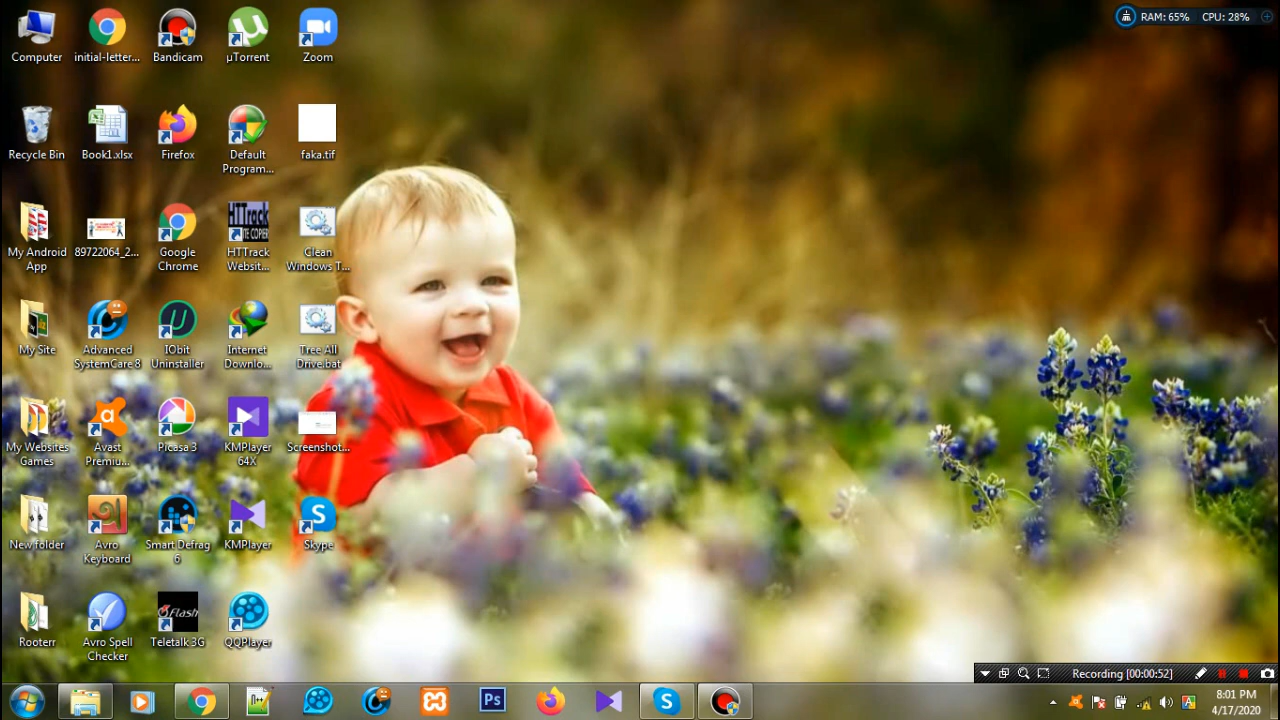 RAM: 65% CPU: 28%
Computer
initial-letter...
Bandicam
µTorrent
Zoom
Recycle Bin
Book1.xlsx
Firefox
Default
Program...
faka.tif
My Android
App
89722064_2...
Google
Chrome
HTTrack
HTTrack
Websit...
Clean
Windows T...
My Site
Advanced
SystemCare 8
IObit
Uninstaller
Internet
Downlo...
Tree All
Drive.bat
My Websites
Games
Avast
Premiu...
Picasa 3
KMPlayer
64X
Screenshot...
New folder
Avro
Keyboard
Smart Defrag
6
KMPlayer
Skype
Rooterr
Avro Spell
Checker
Flash
Teletalk 3G
QQPlayer
Recording [00:00:52]
Ps
8:01 PM
4/17/2020